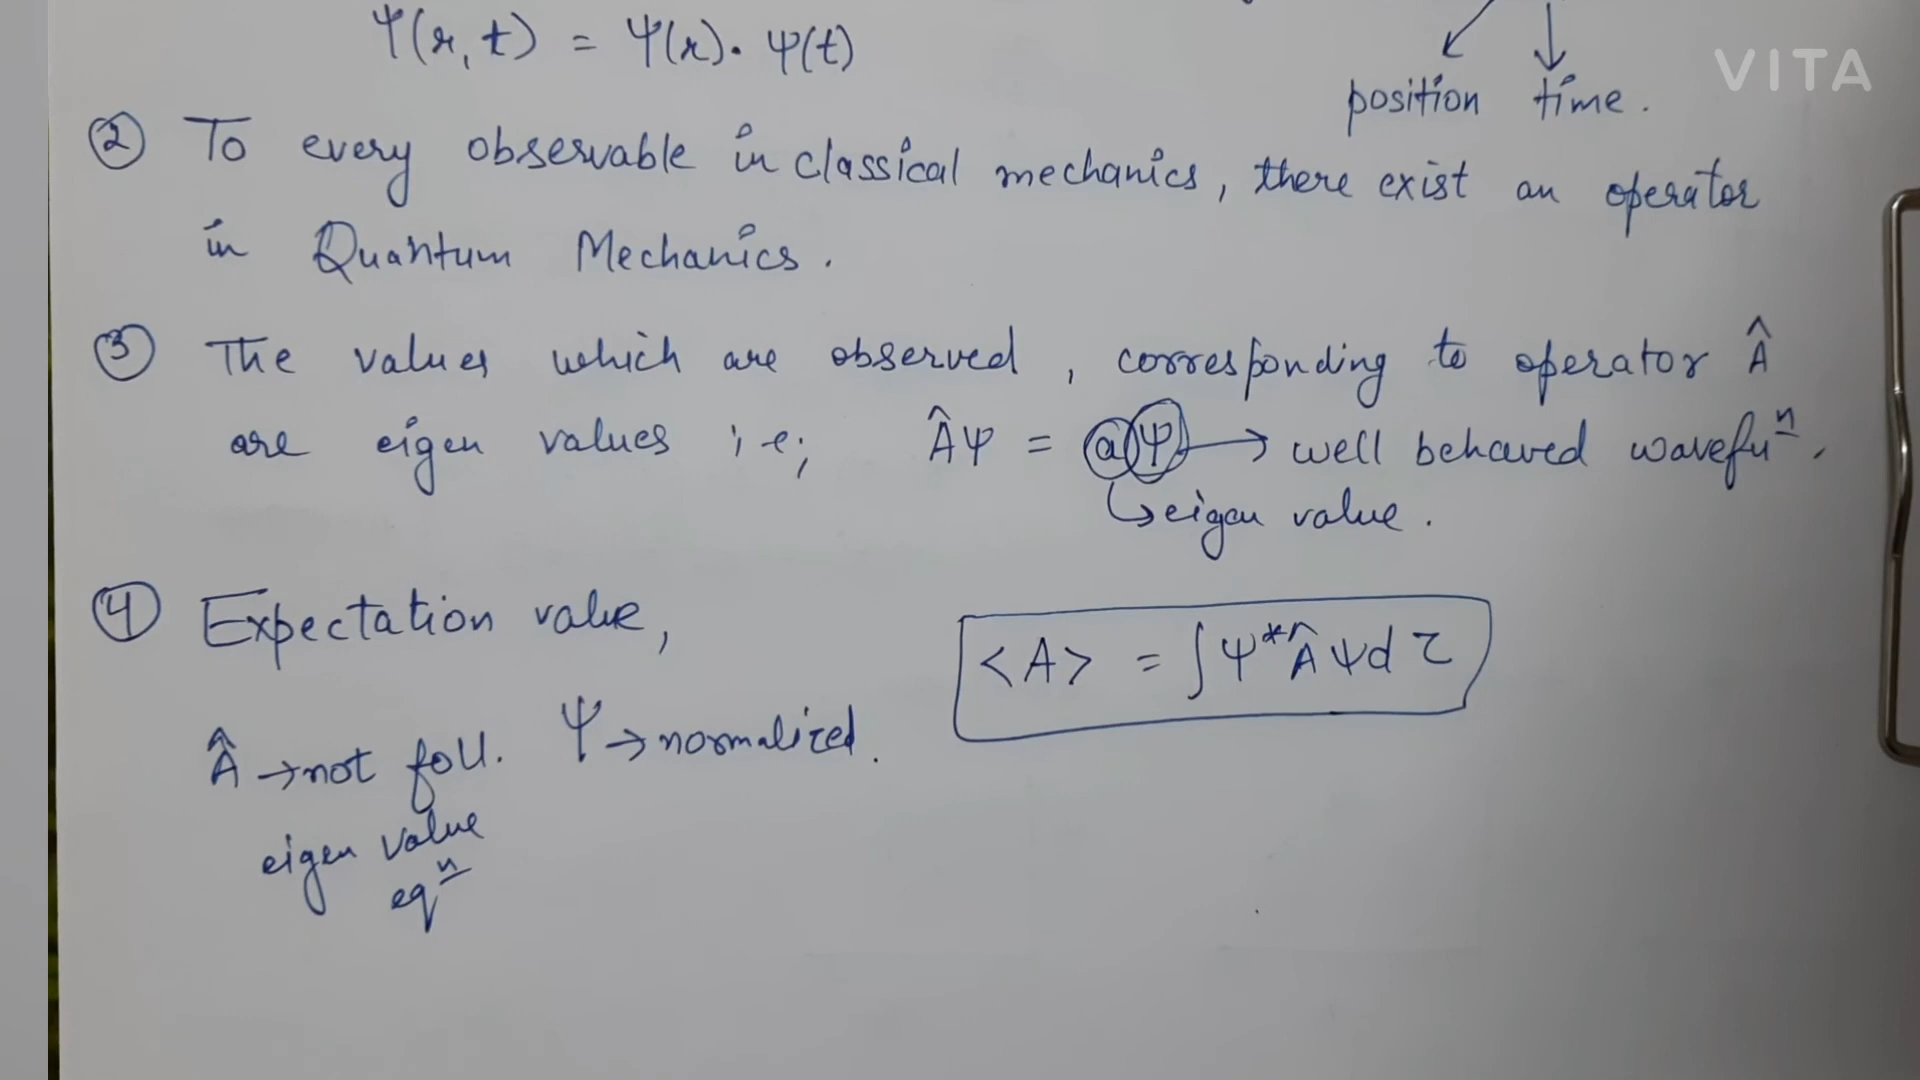 Ψ(r, t) = Ψ(r) · Ψ(t)
position time .
VITA
② To every observable in classical mechanics, there exist an operator
in Quantum Mechanics .
③ The values which are observed , corresponding to operator Â
are eigen values i.e; Âψ = aψ → well behaved wavefuⁿ .
↳ eigen value .
④ Expectation value,
<A> = ∫ψ*Âψdτ
Â → not foll. Ψ → normalized .
eigen value
eqⁿ